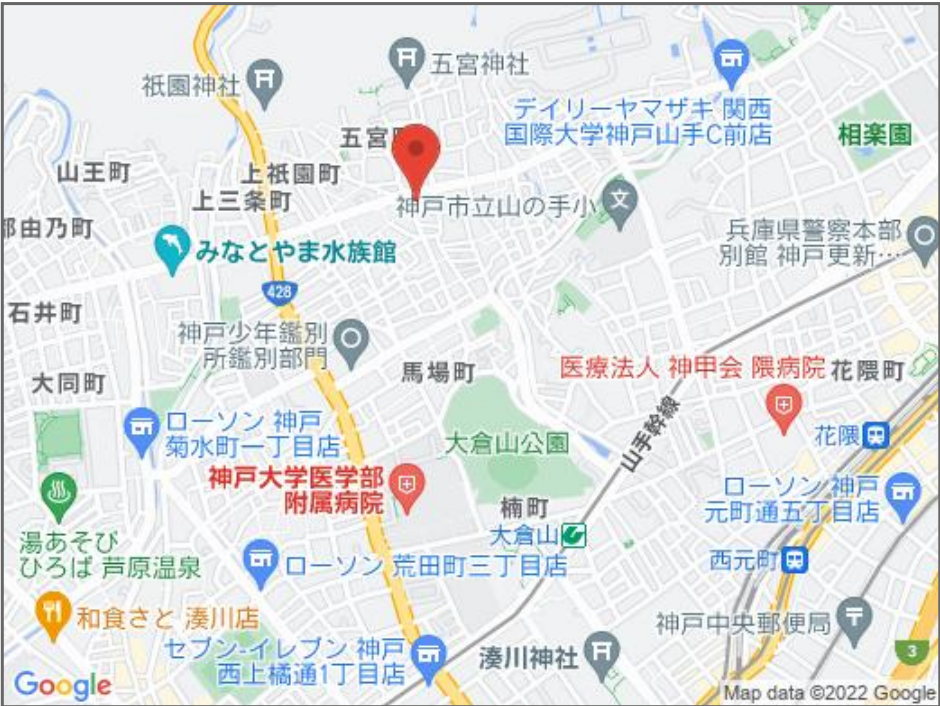 五宮神社
祇園神社
デイリーヤマザキ 関西
国際大学神戸山手C前店
五宮町
相楽園
山王町
上祇園町
上三条町
神戸市立山の手小
部由乃町
兵庫県警察本部
別館 神戸更新…
みなとやま水族館
428
石井町
神戸少年鑑別
所鑑別部門
医療法人 神甲会 隈病院
花隈町
馬場町
大同町
山手幹線
ローソン 神戸
菊水町一丁目店
大倉山公園
花隈
神戸大学医学部
附属病院
ローソン 神戸
元町通五丁目店
楠町
大倉山
湯あそび
ひろば 芦原温泉
ローソン 荒田町三丁目店
西元町
和食さと 湊川店
神戸中央郵便局
セブン-イレブン 神戸
西上橘通1丁目店
湊川神社
3
Google
Map data ©2022 Google